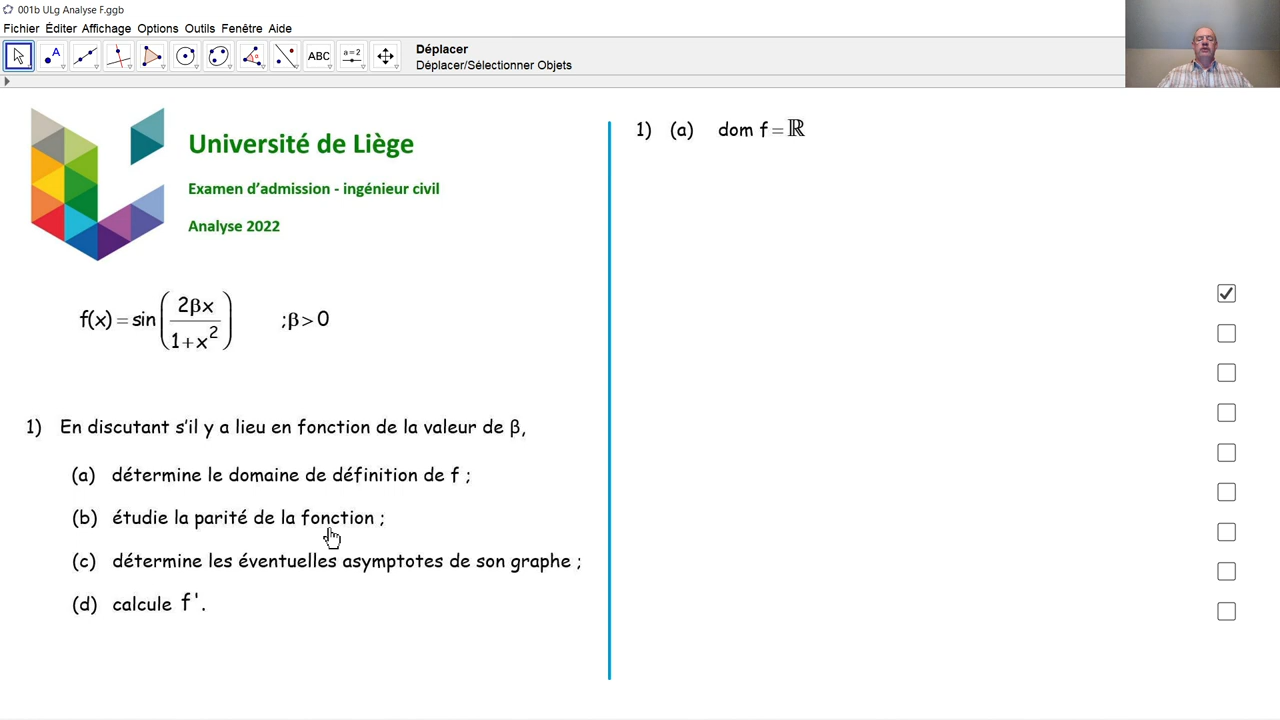 001b ULg Analyse F.ggb
Fichier Éditer Affichage Options Outils Fenêtre Aide
A
ABC
a=2
Déplacer
Déplacer/Sélectionner Objets
Université de Liège
Examen d'admission - ingénieur civil
Analyse 2022
f(x) = sin(2βx / (1+x²)) ;β > 0
1) En discutant s'il y a lieu en fonction de la valeur de β,
(a) détermine le domaine de définition de f ;
(b) étudie la parité de la fonction ;
(c) détermine les éventuelles asymptotes de son graphe ;
(d) calcule f'.
1) (a) dom f = ℝ